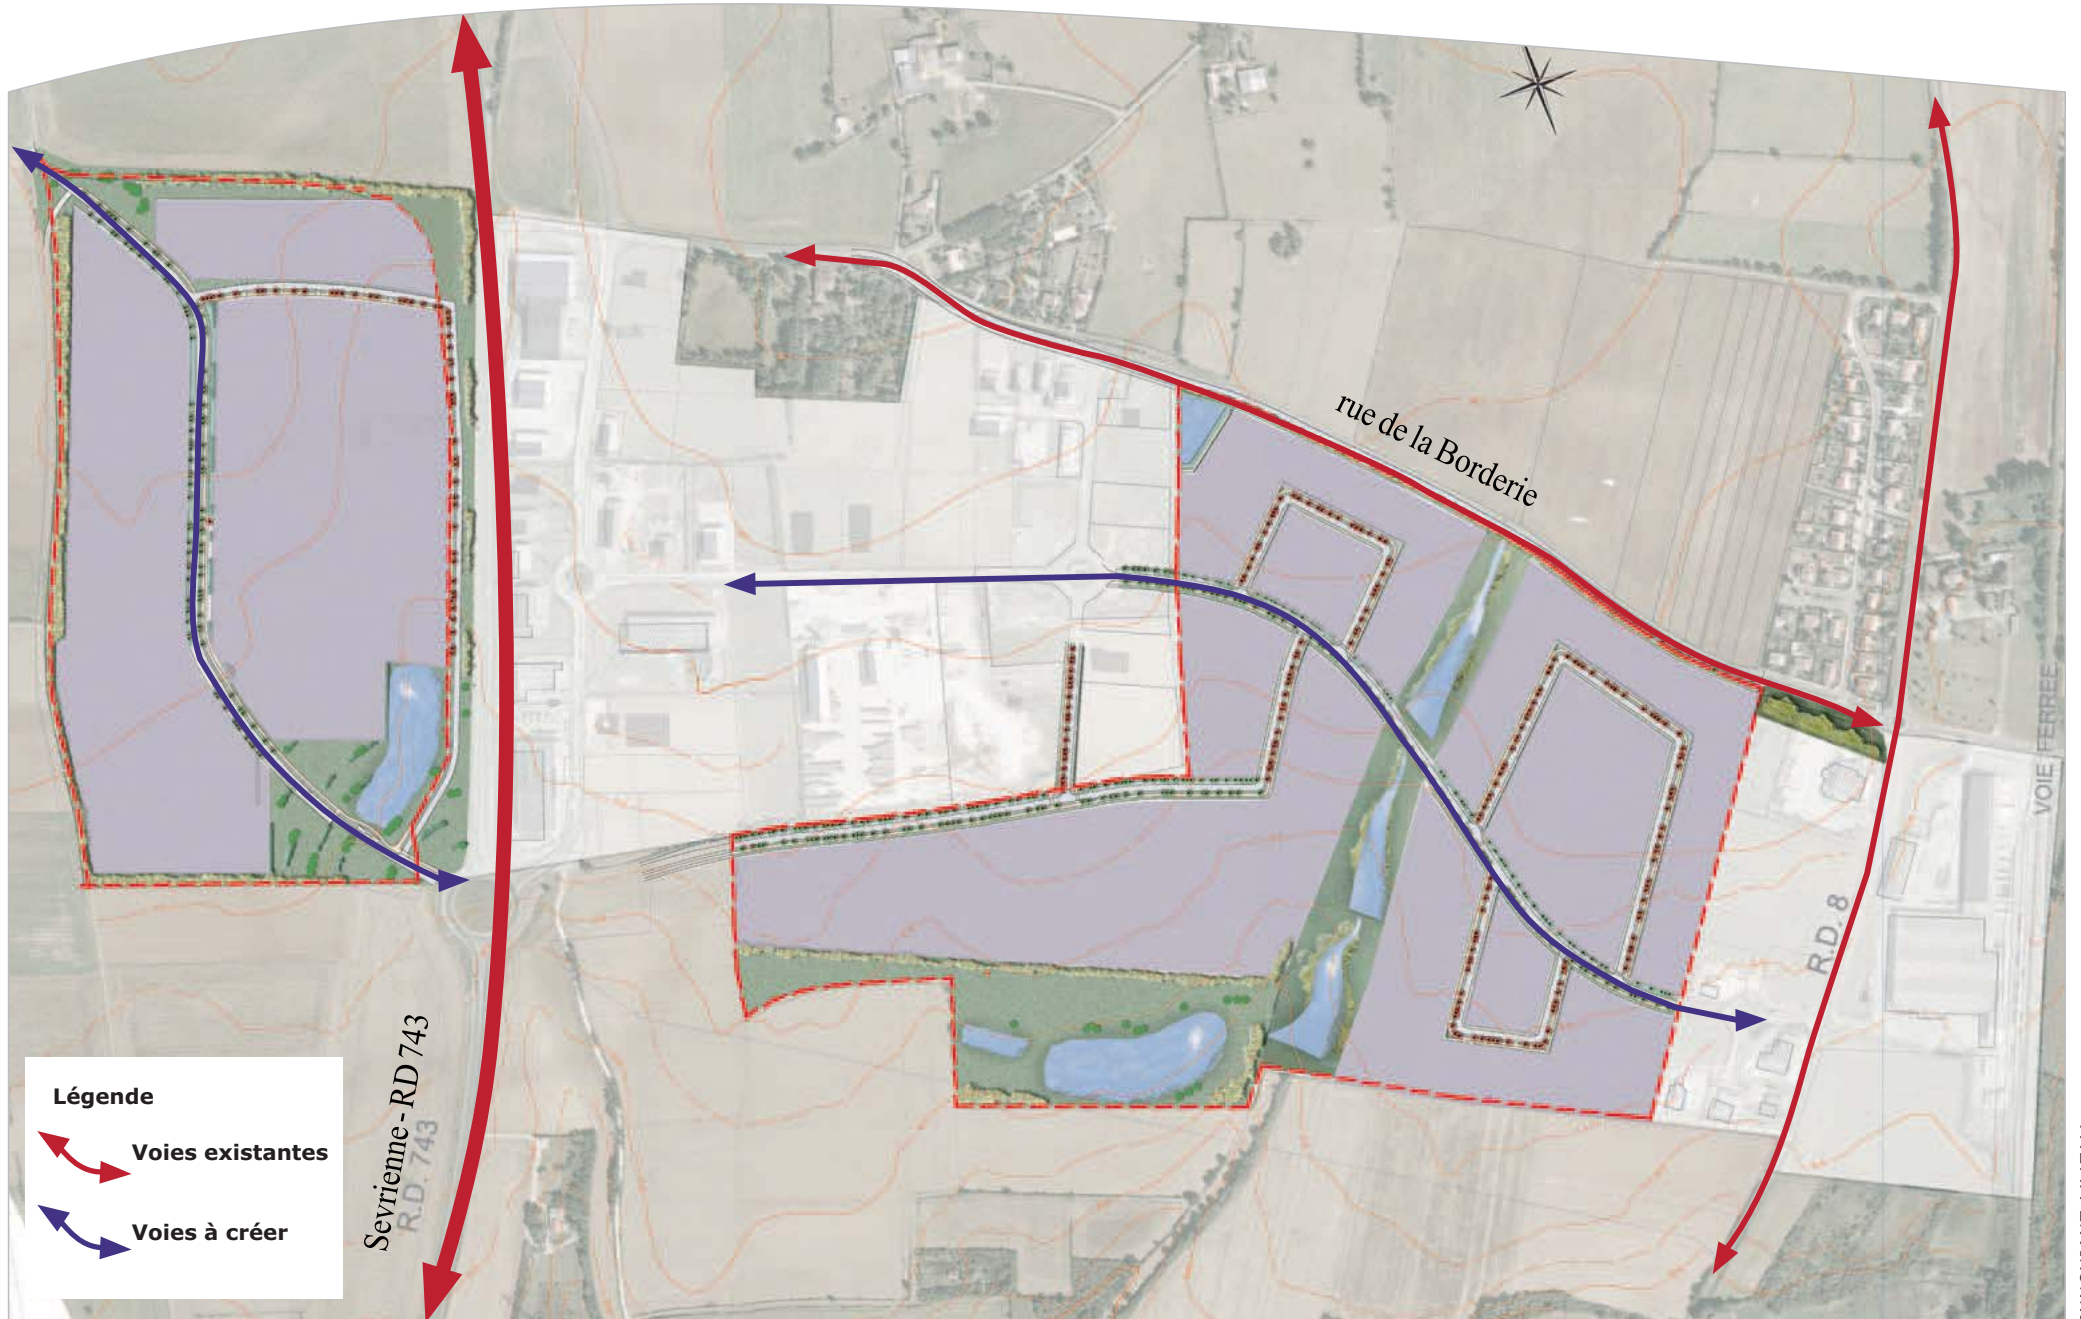 rue de la Borderie
VOIE FERREE
R.D. 8
Sevrienne - RD 743
R.D. 743
Légende
Voies existantes
Voies à créer